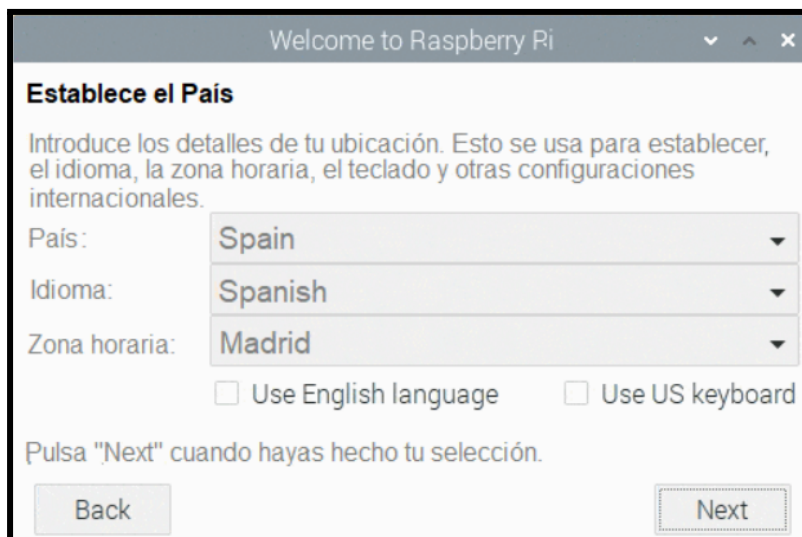 Welcome to Raspberry Pi
Establece el País
Introduce los detalles de tu ubicación. Esto se usa para establecer,
el idioma, la zona horaria, el teclado y otras configuraciones
internacionales.
País: Spain
Idioma: Spanish
Zona horaria: Madrid
Use English language Use US keyboard
Pulsa "Next" cuando hayas hecho tu selección.
Back Next